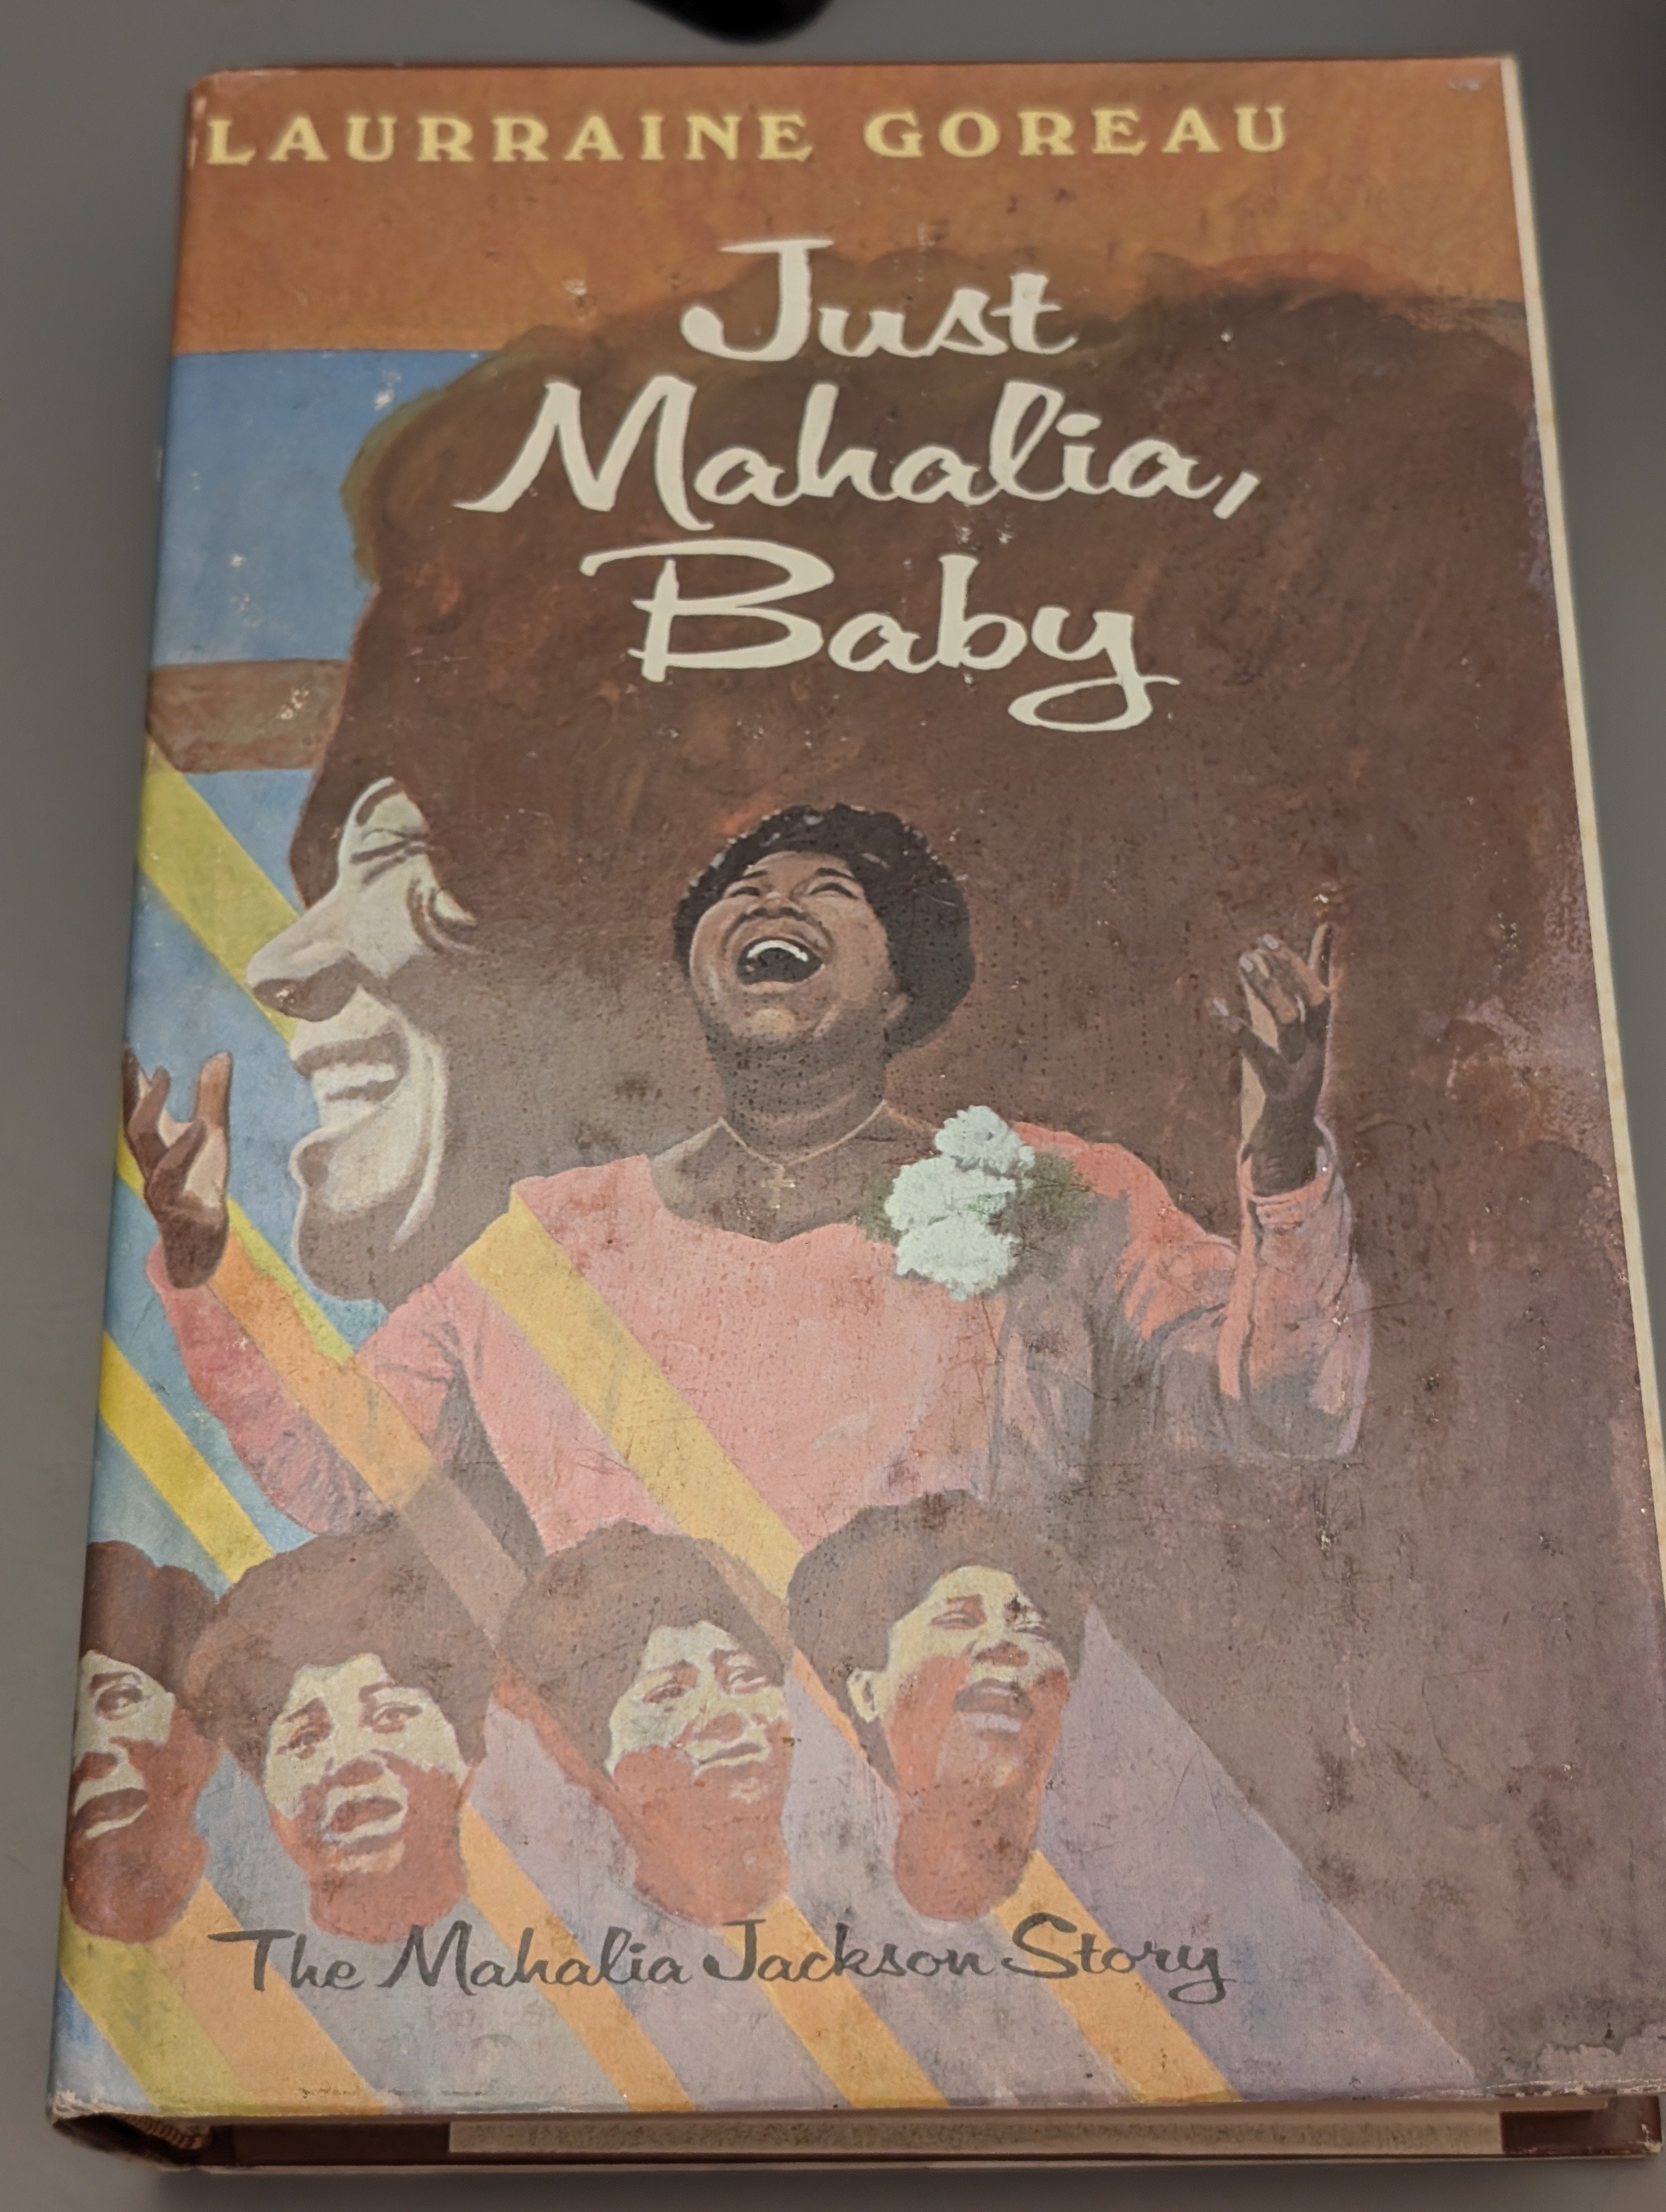 LAURRAINE GOREAU
Just
Mahalia,
Baby
The Mahalia Jackson Story